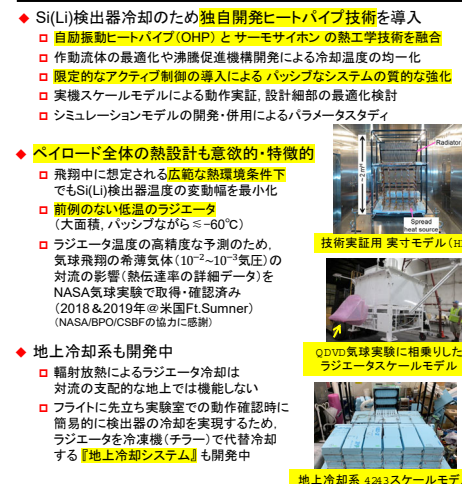 ◆ Si(Li)検出器冷却のため独自開発ヒートパイプ技術を導入
自励振動ヒートパイプ(OHP) と サーモサイホン の熱工学技術を融合
作動流体の最適化や沸騰促進機構開発による冷却温度の均一化
限定的なアクティブ制御の導入による パッシブなシステムの質的な強化
実機スケールモデルによる動作実証, 設計細部の最適化検討
シミュレーションモデルの開発・併用によるパラメータスタディ
◆ ペイロード全体の熱設計も意欲的・特徴的
飛翔中に想定される広範な熱環境条件下
でもSi(Li)検出器温度の変動幅を最小化
前例のない低温のラジエータ
(大面積, パッシブながら≤−60℃)
ラジエータ温度の高精度な予測のため,
気球飛翔の希薄気体(10⁻²~10⁻³気圧)の
対流の影響(熱伝達率の詳細データ)を
NASA気球実験で取得・確認済み
(2018&2019年@米国Ft.Sumner)
(NASA/BPO/CSBFの協力に感謝)
◆ 地上冷却系も開発中
輻射放熱によるラジエータ冷却は
対流の支配的な地上では機能しない
フライトに先立ち実験室での動作確認時に
簡易的に検出器の冷却を実現するため,
ラジエータを冷凍機(チラー)で代替冷却
する『地上冷却システム』も開発中
Radiator
~2 m
Spread
heat source
技術実証用 実寸モデル(H
QDVD気球実験に相乗りした
ラジエータスケールモデル
地上冷却系 4243スケールモデ